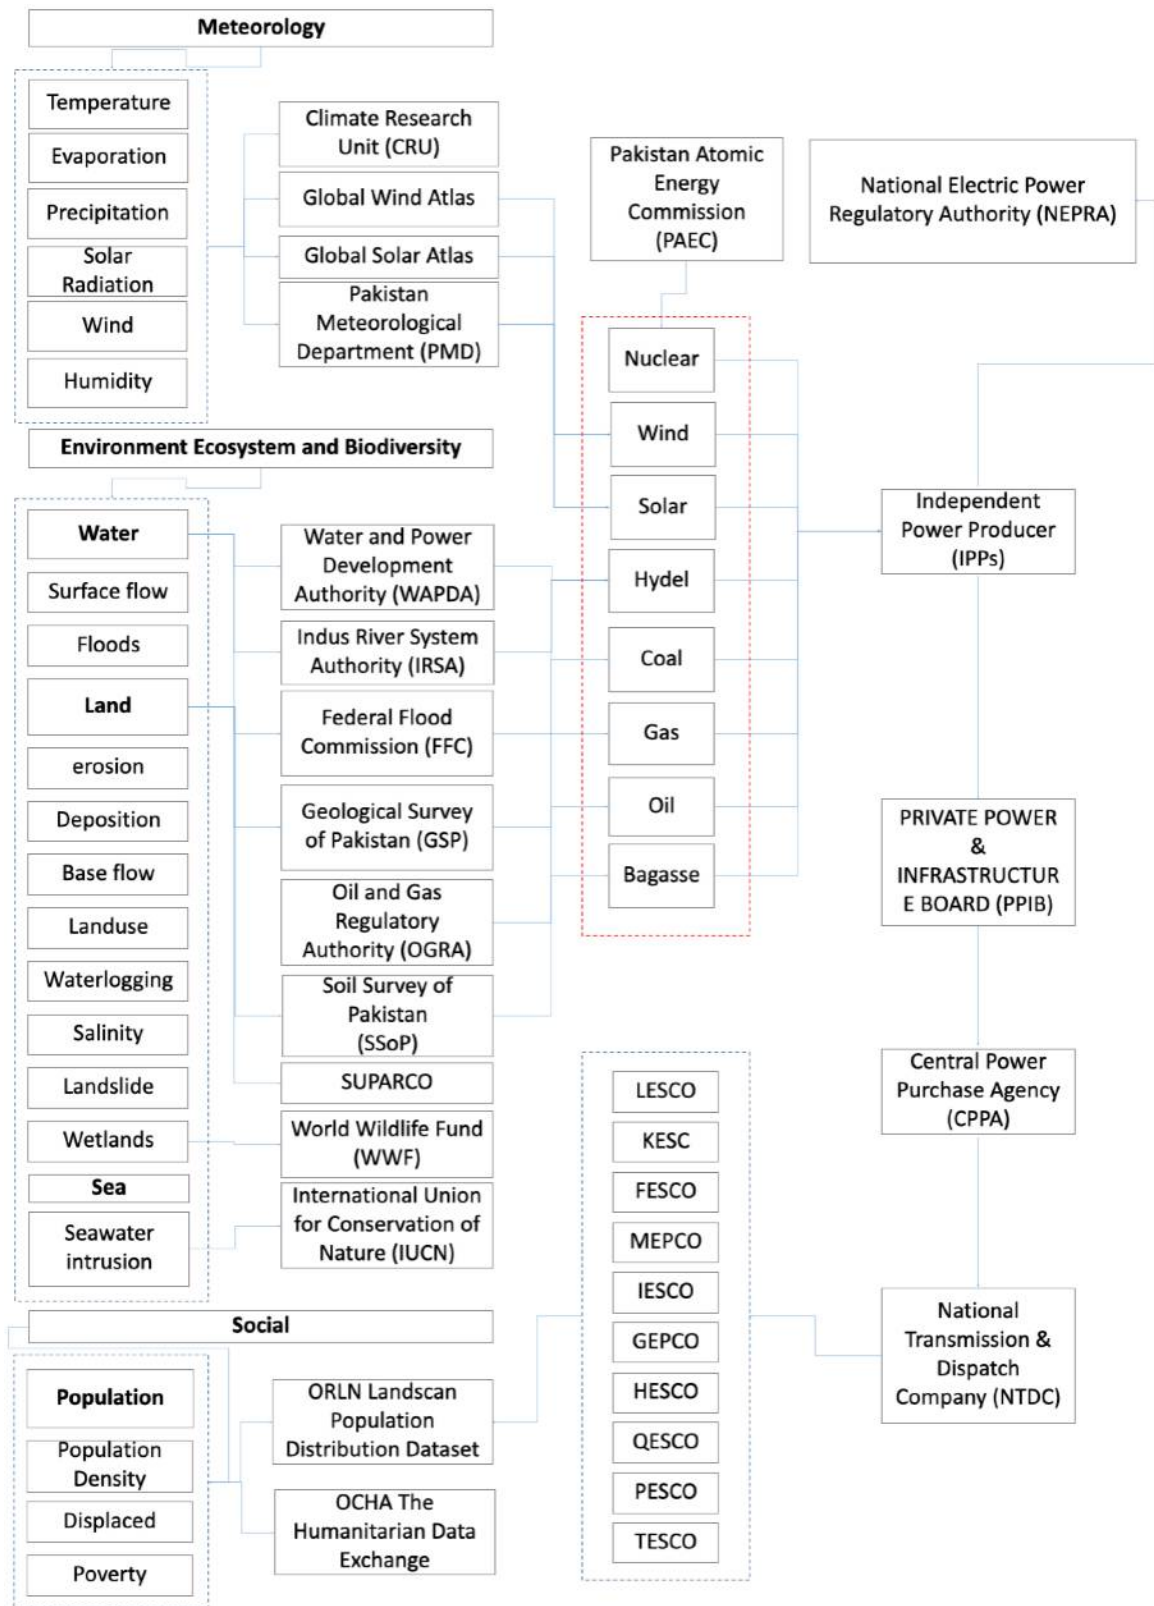 Meteorology
Temperature
Evaporation
Precipitation
Solar
Radiation
Wind
Humidity
Climate Research
Unit (CRU)
Global Wind Atlas
Global Solar Atlas
Pakistan
Meteorological
Department (PMD)
Pakistan Atomic
Energy
Commission
(PAEC)
National Electric Power
Regulatory Authority (NEPRA)
Environment Ecosystem and Biodiversity
Water
Surface flow
Floods
Land
erosion
Deposition
Base flow
Landuse
Waterlogging
Salinity
Landslide
Wetlands
Sea
Seawater
intrusion
Water and Power
Development
Authority (WAPDA)
Indus River System
Authority (IRSA)
Federal Flood
Commission (FFC)
Geological Survey
of Pakistan (GSP)
Oil and Gas
Regulatory
Authority (OGRA)
Soil Survey of
Pakistan
(SSoP)
SUPARCO
World Wildlife Fund
(WWF)
International Union
for Conservation of
Nature (IUCN)
Nuclear
Wind
Solar
Hydel
Coal
Gas
Oil
Bagasse
Independent
Power Producer
(IPPs)
PRIVATE POWER
&
INFRASTRUCTUR
E BOARD (PPIB)
Central Power
Purchase Agency
(CPPA)
National
Transmission &
Dispatch
Company (NTDC)
LESCO
KESC
FESCO
MEPCO
IESCO
GEPCO
HESCO
QESCO
PESCO
TESCO
Social
Population
Population
Density
Displaced
Poverty
ORLN Landscan
Population
Distribution Dataset
OCHA The
Humanitarian Data
Exchange